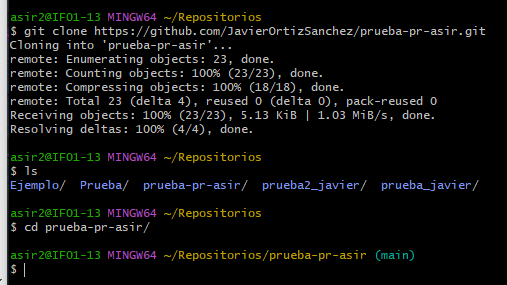 asir2@IFO1-13 MINGW64 ~/Repositorios
$ git clone https://github.com/JavierOrtizSanchez/prueba-pr-asir.git
Cloning into 'prueba-pr-asir'...
remote: Enumerating objects: 23, done.
remote: Counting objects: 100% (23/23), done.
remote: Compressing objects: 100% (18/18), done.
remote: Total 23 (delta 4), reused 0 (delta 0), pack-reused 0
Receiving objects: 100% (23/23), 5.13 KiB | 1.03 MiB/s, done.
Resolving deltas: 100% (4/4), done.
asir2@IFO1-13 MINGW64 ~/Repositorios
$ ls
Ejemplo/  Prueba/  prueba-pr-asir/  prueba2_javier/  prueba_javier/
asir2@IFO1-13 MINGW64 ~/Repositorios
$ cd prueba-pr-asir/
asir2@IFO1-13 MINGW64 ~/Repositorios/prueba-pr-asir (main)
$